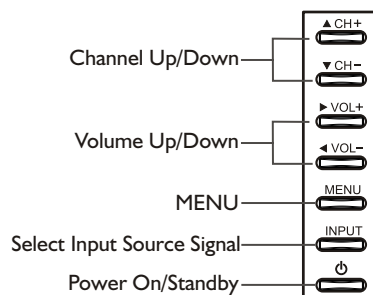 ▲ CH+
Channel Up/Down
▼ CH−
▶ VOL+
Volume Up/Down
◀ VOL−
MENU MENU
Select Input Source Signal INPUT
Power On/Standby ⏻